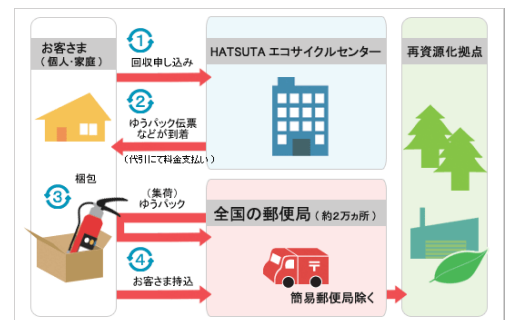 お客さま
（個人・家庭）
①
回収申し込み
HATSUTA エコサイクルセンター
再資源化拠点
②
ゆうパック伝票
などが到着
（代引にて料金支払い）
③
梱包
（集荷）
ゆうパック
全国の郵便局（約2万ヵ所）
④
お客さま持込
〒
簡易郵便局除く